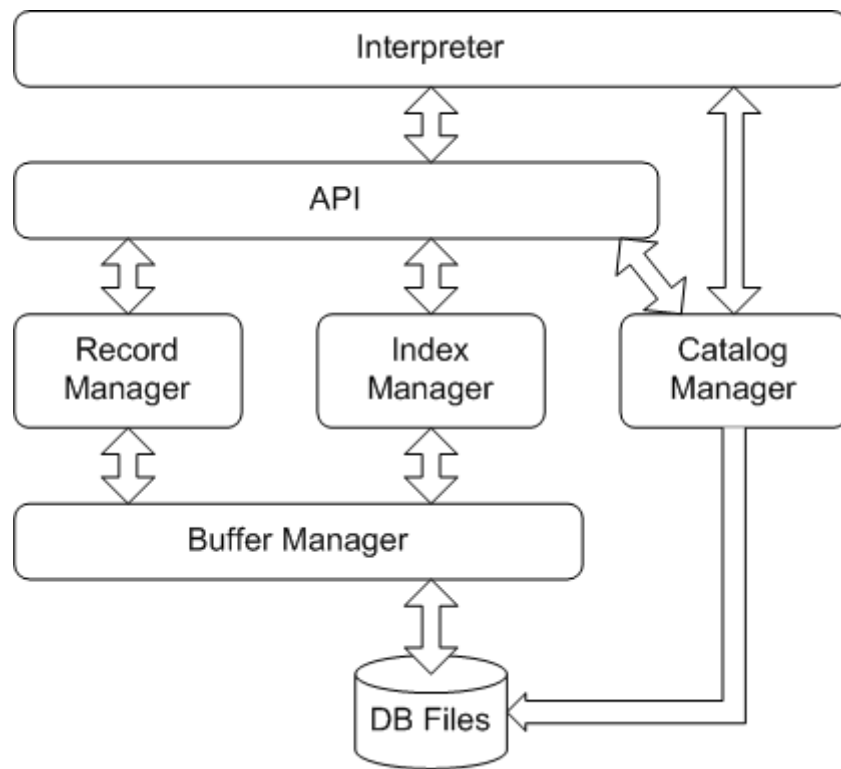 Interpreter
API
Record
Manager
Index
Manager
Catalog
Manager
Buffer Manager
DB Files